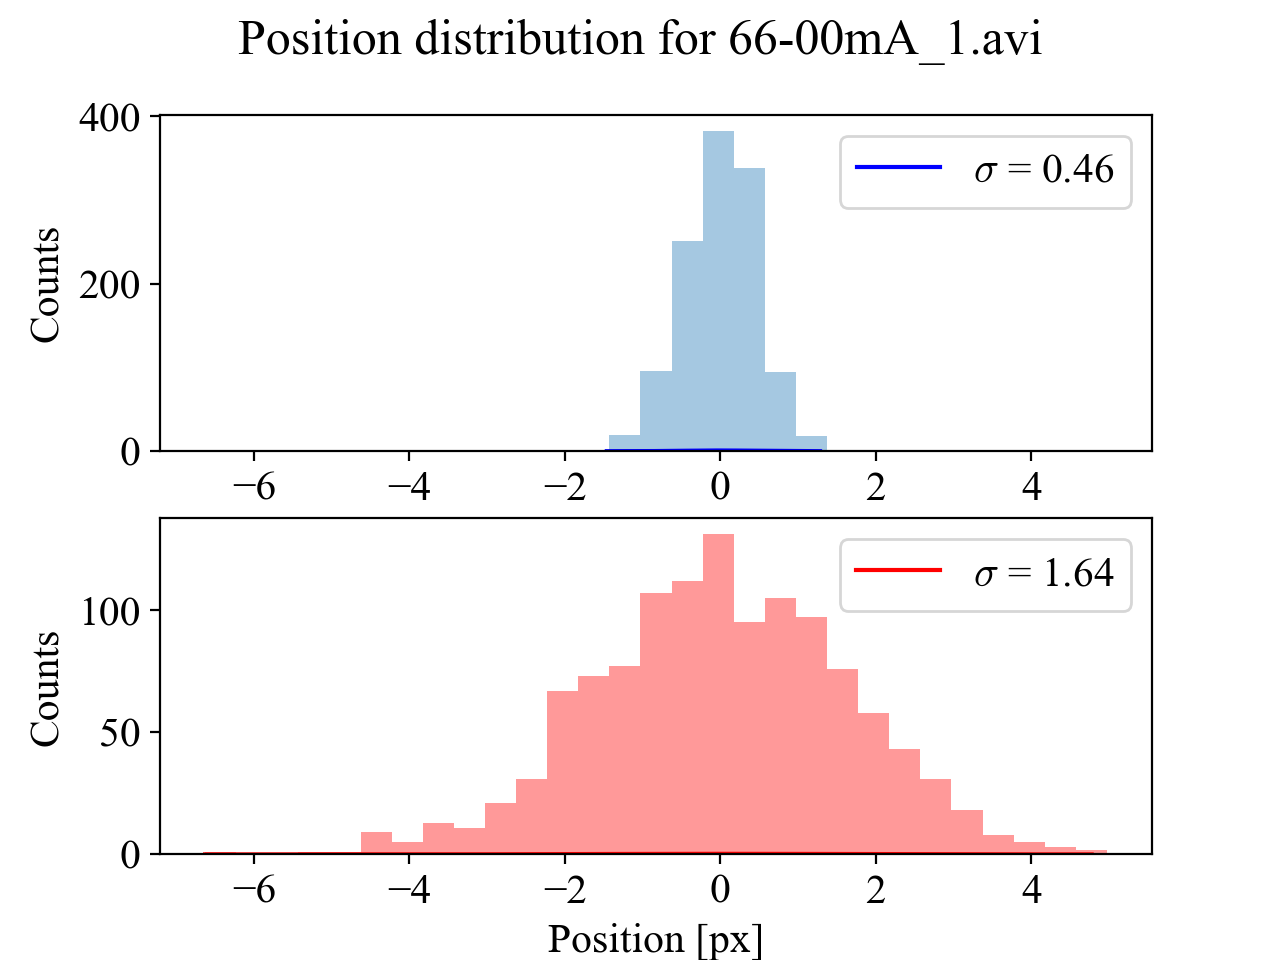 Position distribution for 66-00mA_1.avi
400
200
0
Counts
σ = 0.46
−6 −4 −2 0 2 4
100
50
0
Counts
σ = 1.64
−6 −4 −2 0 2 4
Position [px]